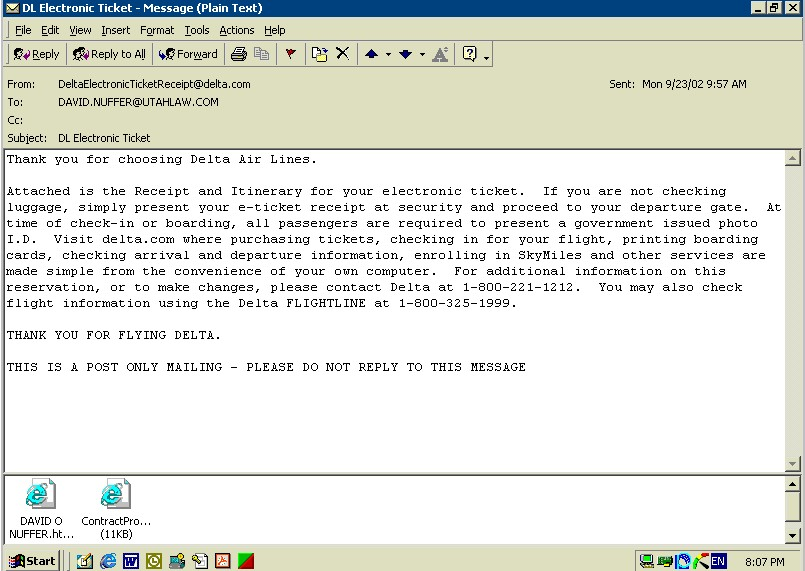 DL Electronic Ticket - Message (Plain Text)
File Edit View Insert Format Tools Actions Help
Reply Reply to All Forward
From: DeltaElectronicTicketReceipt@delta.com Sent: Mon 9/23/02 9:57 AM
To: DAVID.NUFFER@UTAHLAW.COM
Cc:
Subject: DL Electronic Ticket
Thank you for choosing Delta Air Lines.
Attached is the Receipt and Itinerary for your electronic ticket. If you are not checking
luggage, simply present your e-ticket receipt at security and proceed to your departure gate. At
time of check-in or boarding, all passengers are required to present a government issued photo
I.D. Visit delta.com where purchasing tickets, checking in for your flight, printing boarding
cards, checking arrival and departure information, enrolling in SkyMiles and other services are
made simple from the convenience of your own computer. For additional information on this
reservation, or to make changes, please contact Delta at 1-800-221-1212. You may also check
flight information using the Delta FLIGHTLINE at 1-800-325-1999.
THANK YOU FOR FLYING DELTA.
THIS IS A POST ONLY MAILING - PLEASE DO NOT REPLY TO THIS MESSAGE
DAVID O ContractPro...
NUFFER.ht... (11KB)
Start EN 8:07 PM